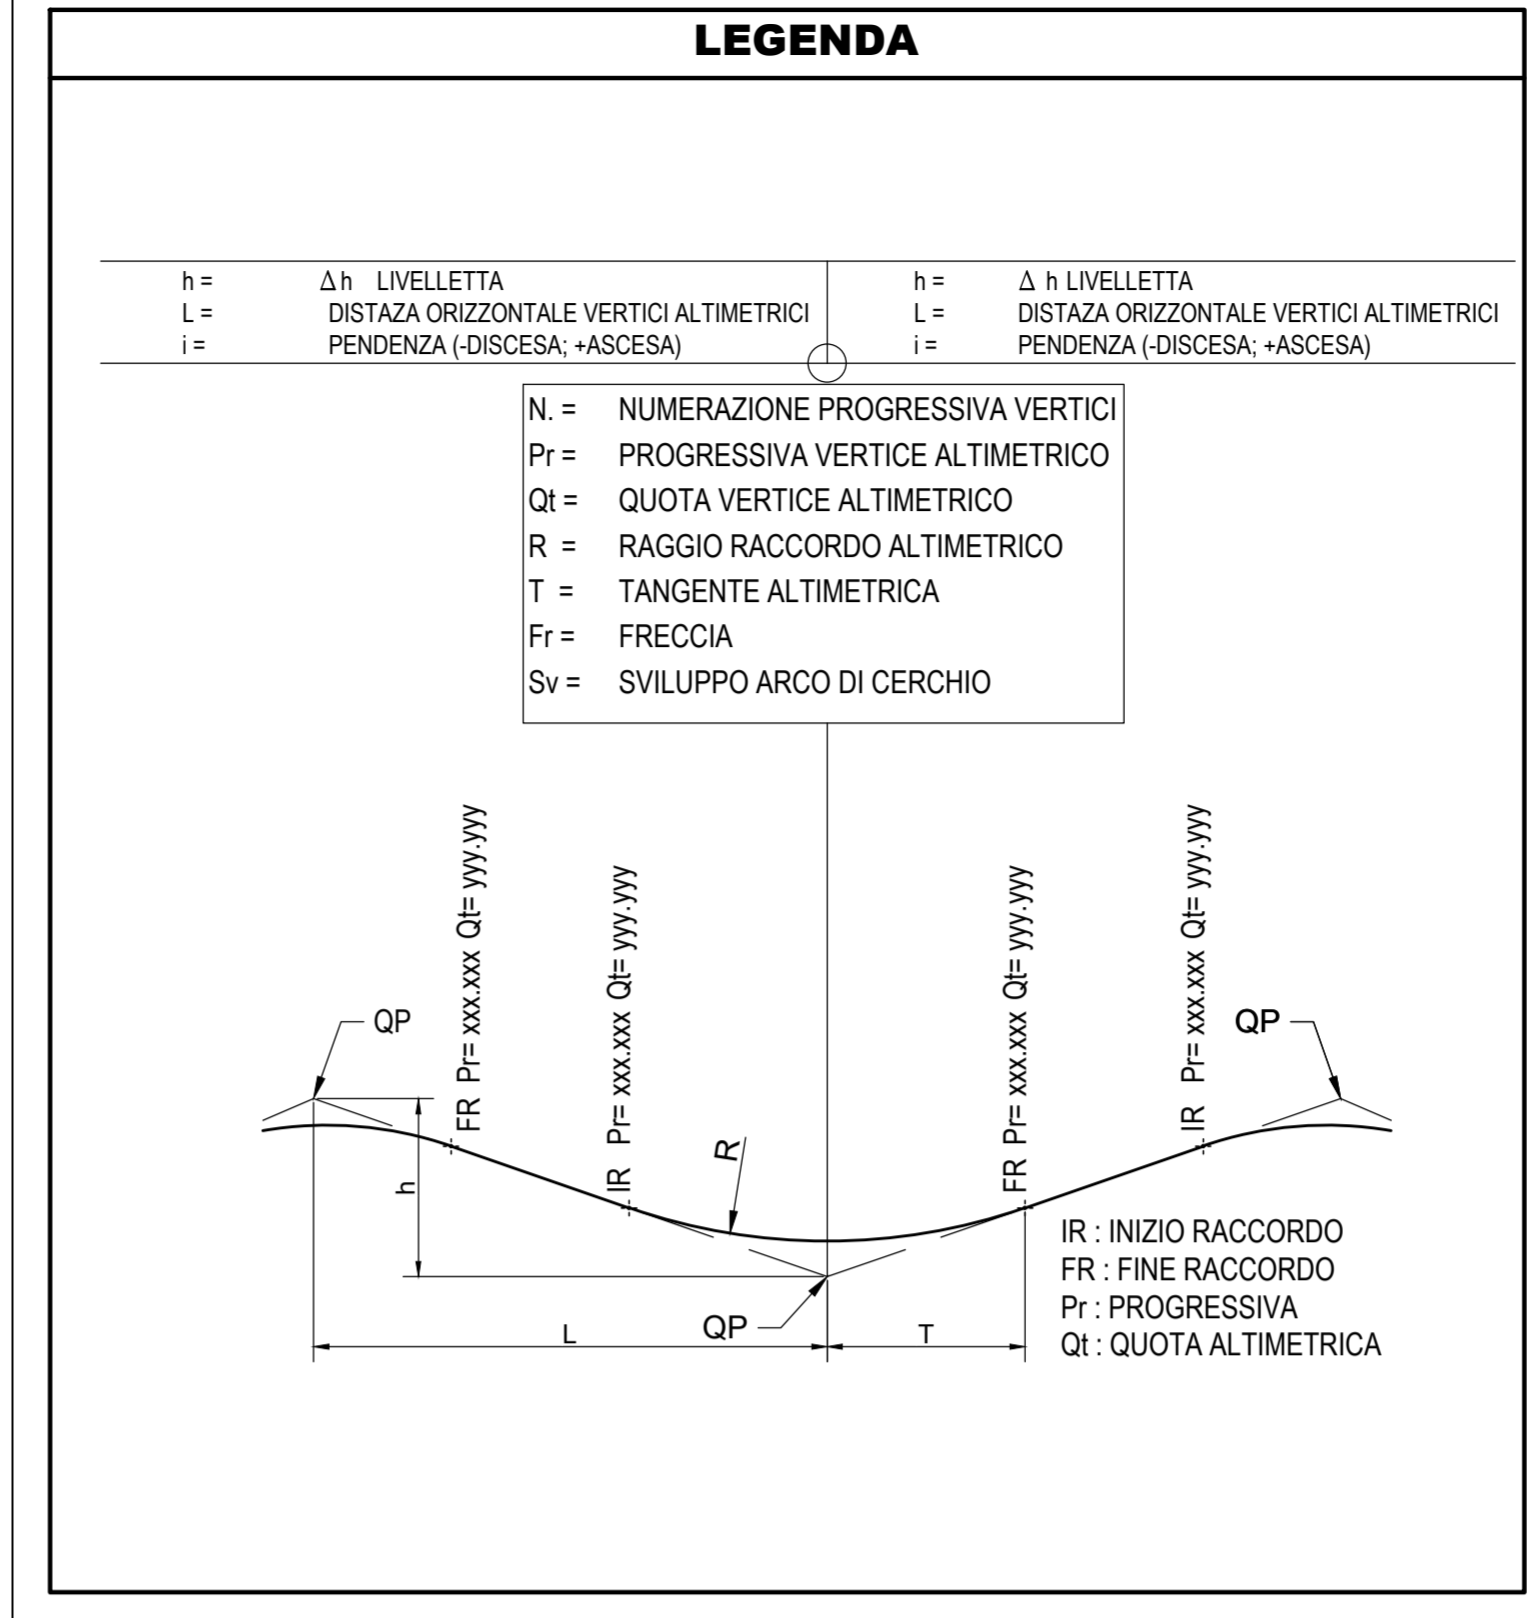 LEGENDA
h = Δ h LIVELLETTA
L = DISTAZA ORIZZONTALE VERTICI ALTIMETRICI
i = PENDENZA (-DISCESA; +ASCESA)
h = Δ h LIVELLETTA
L = DISTAZA ORIZZONTALE VERTICI ALTIMETRICI
i = PENDENZA (-DISCESA; +ASCESA)
N. = NUMERAZIONE PROGRESSIVA VERTICI
Pr = PROGRESSIVA VERTICE ALTIMETRICO
Qt = QUOTA VERTICE ALTIMETRICO
R = RAGGIO RACCORDO ALTIMETRICO
T = TANGENTE ALTIMETRICA
Fr = FRECCIA
Sv = SVILUPPO ARCO DI CERCHIO
QP
FR Pr= xxx.xxx Qt= yyy.yyy
IR Pr= xxx.xxx Qt= yyy.yyy
FR Pr= xxx.xxx Qt= yyy.yyy
IR Pr= xxx.xxx Qt= yyy.yyy
QP
h
R
QP
L
T
IR : INIZIO RACCORDO
FR : FINE RACCORDO
Pr : PROGRESSIVA
Qt : QUOTA ALTIMETRICA